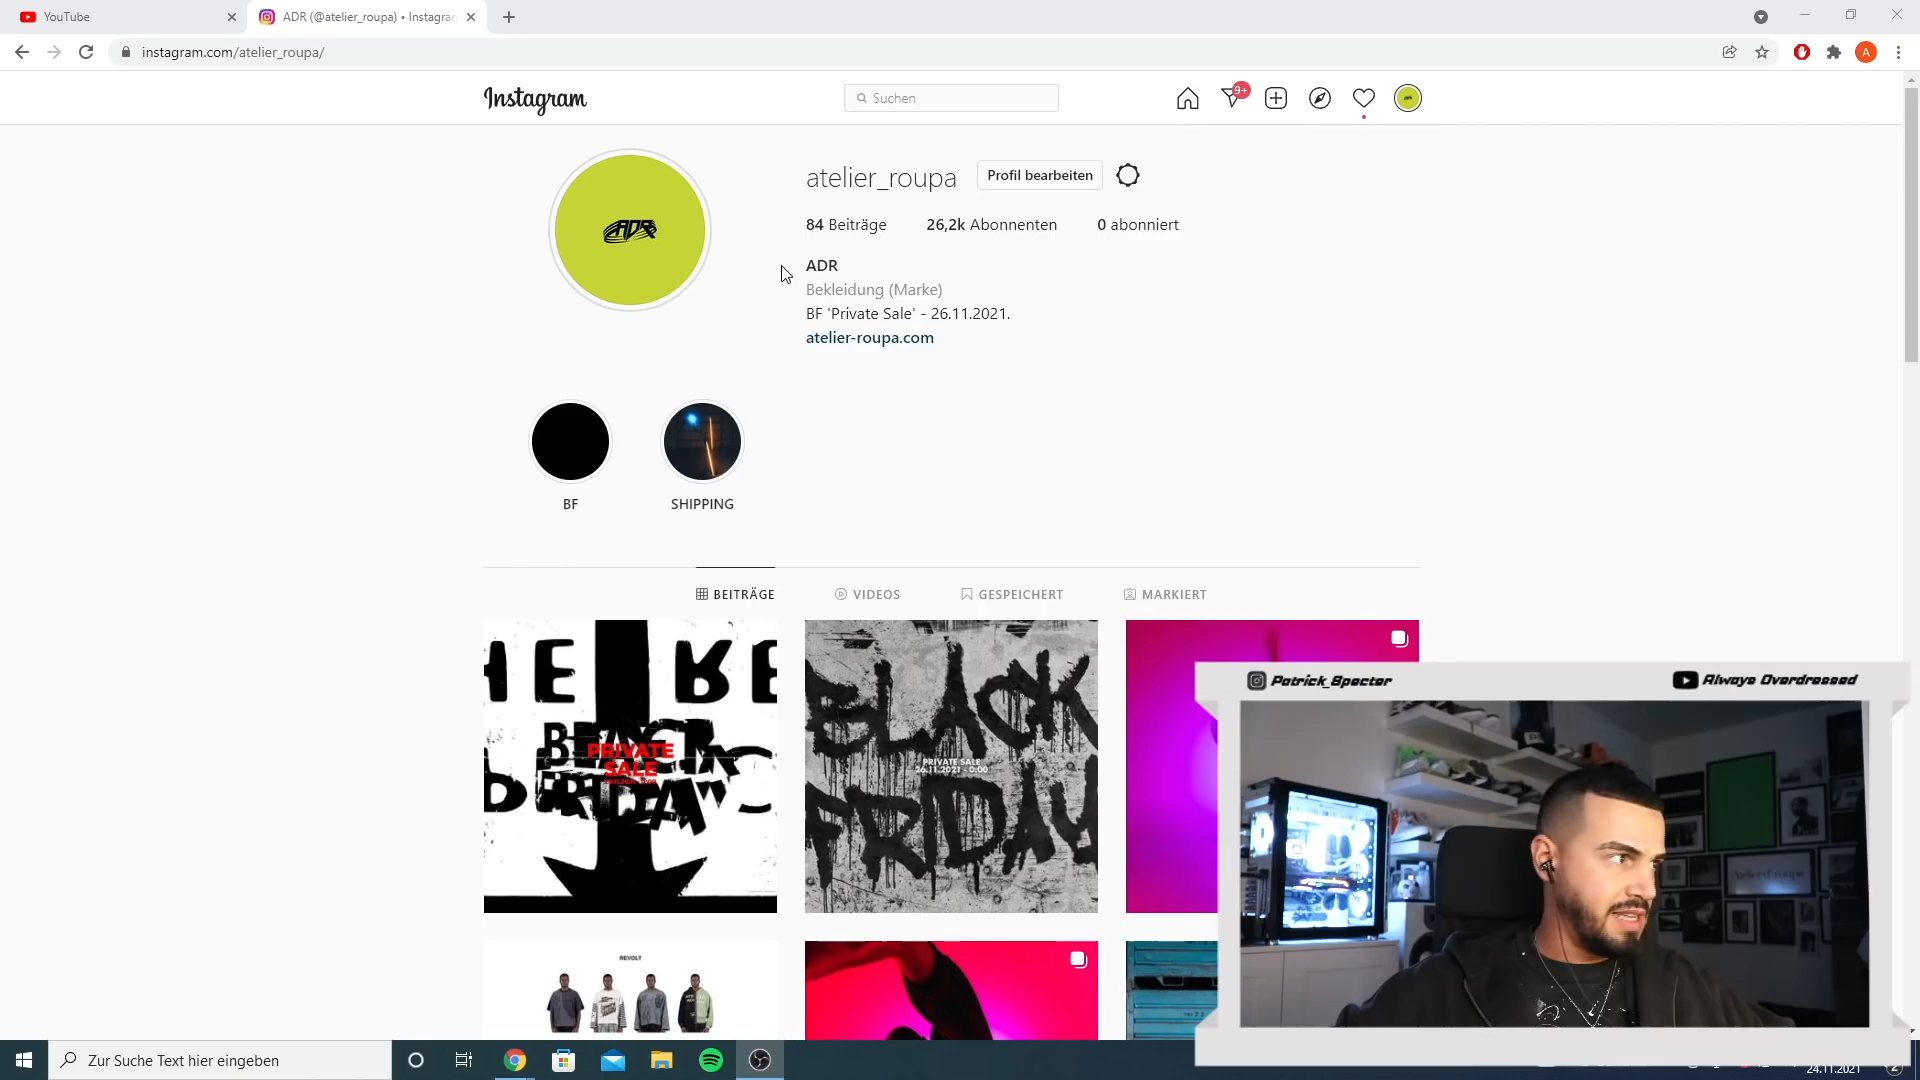 YouTube
ADR (@atelier_roupa) • Instagram
instagram.com/atelier_roupa/
A
Instagram
Suchen
9+
atelier_roupa
Profil bearbeiten
84 Beiträge
26,2k Abonnenten
0 abonniert
ADR
ADR
Bekleidung (Marke)
BF 'Private Sale' - 26.11.2021.
atelier-roupa.com
BF
SHIPPING
BEITRÄGE
VIDEOS
GESPEICHERT
MARKIERT
PRIVATE
SALE
BLACK
FRIDAY
PRIVATE SALE
26.11.2021 - 0:00
REVOLT
Patrick_Specter
Always Overdressed
Zur Suche Text hier eingeben
24.11.2021
2